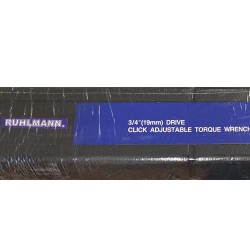 RUHLMANN.
3/4"(19mm) DRIVE
CLICK ADJUSTABLE TORQUE WRENCH